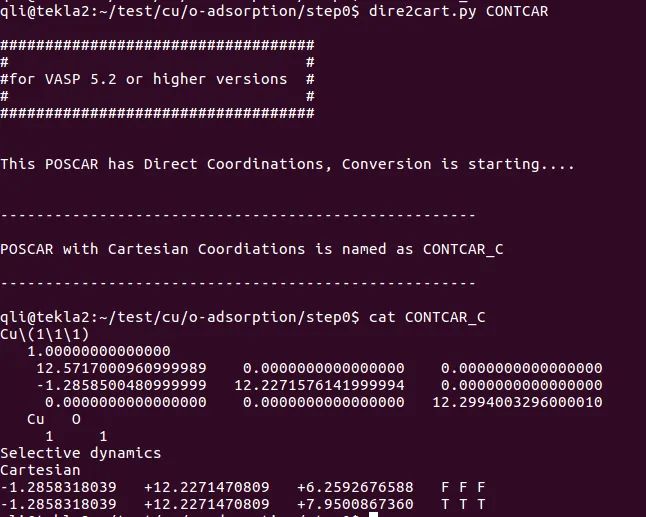 qli@tekla2:~/test/cu/o-adsorption/step0$ dire2cart.py CONTCAR
###################################
# #
#for VASP 5.2 or higher versions #
# #
###################################
This POSCAR has Direct Coordinations, Conversion is starting....
-----------------------------------------------------
POSCAR with Cartesian Coordiations is named as CONTCAR_C
-----------------------------------------------------
qli@tekla2:~/test/cu/o-adsorption/step0$ cat CONTCAR_C
Cu\(1\1\1)
1.00000000000000
12.5717000960999989 0.0000000000000000 0.0000000000000000
-1.2858500480999999 12.2271576141999994 0.0000000000000000
0.0000000000000000 0.0000000000000000 12.2994003296000010
Cu O
1 1
Selective dynamics
Cartesian
-1.2858318039 +12.2271470809 +6.2592676588 F F F
-1.2858318039 +12.2271470809 +7.9500867360 T T T